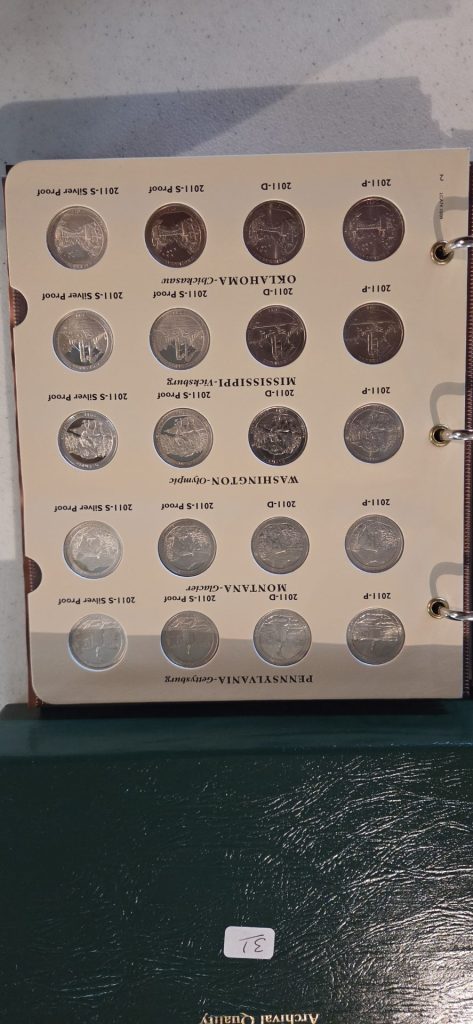 Archival Quality
PENNSYLVANIA-Gettysburg
2011-P 2011-D 2011-S Proof 2011-S Silver Proof
MONTANA-Glacier
2011-P 2011-D 2011-S Proof 2011-S Silver Proof
WASHINGTON-Olympic
2011-P 2011-D 2011-S Proof 2011-S Silver Proof
MISSISSIPPI-Vicksburg
2011-P 2011-D 2011-S Proof 2011-S Silver Proof
OKLAHOMA-Chickasaw
2011-P 2011-D 2011-S Proof 2011-S Silver Proof